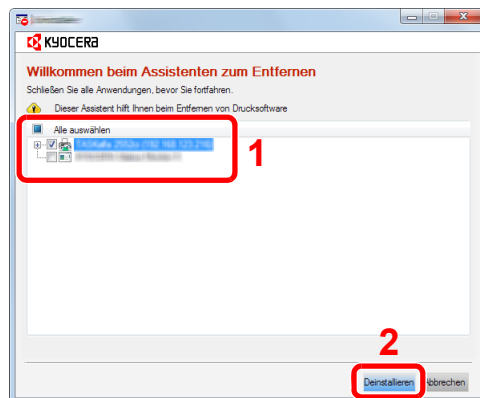 KYOCERA
Willkommen beim Assistenten zum Entfernen
Schließen Sie alle Anwendungen, bevor Sie fortfahren.
Dieser Assistent hilft Ihnen beim Entfernen von Drucksoftware
Alle auswählen
1
2
Deinstallieren